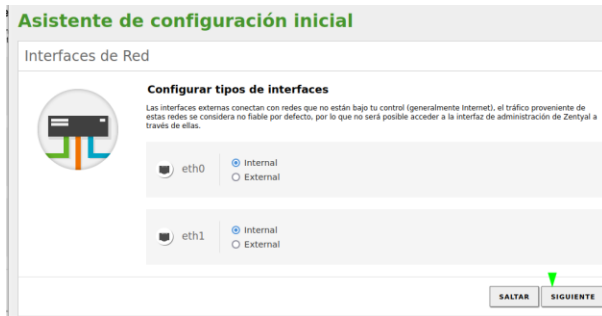 Asistente de configuración inicial
Interfaces de Red
Configurar tipos de interfaces
Las interfaces externas conectan con redes que no están bajo tu control (generalmente Internet), el tráfico proveniente de
estas redes se considera no fiable por defecto, por lo que no será posible acceder a la interfaz de administración de Zentyal a
través de ellas.
eth0
Internal
External
eth1
Internal
External
SALTAR
SIGUIENTE